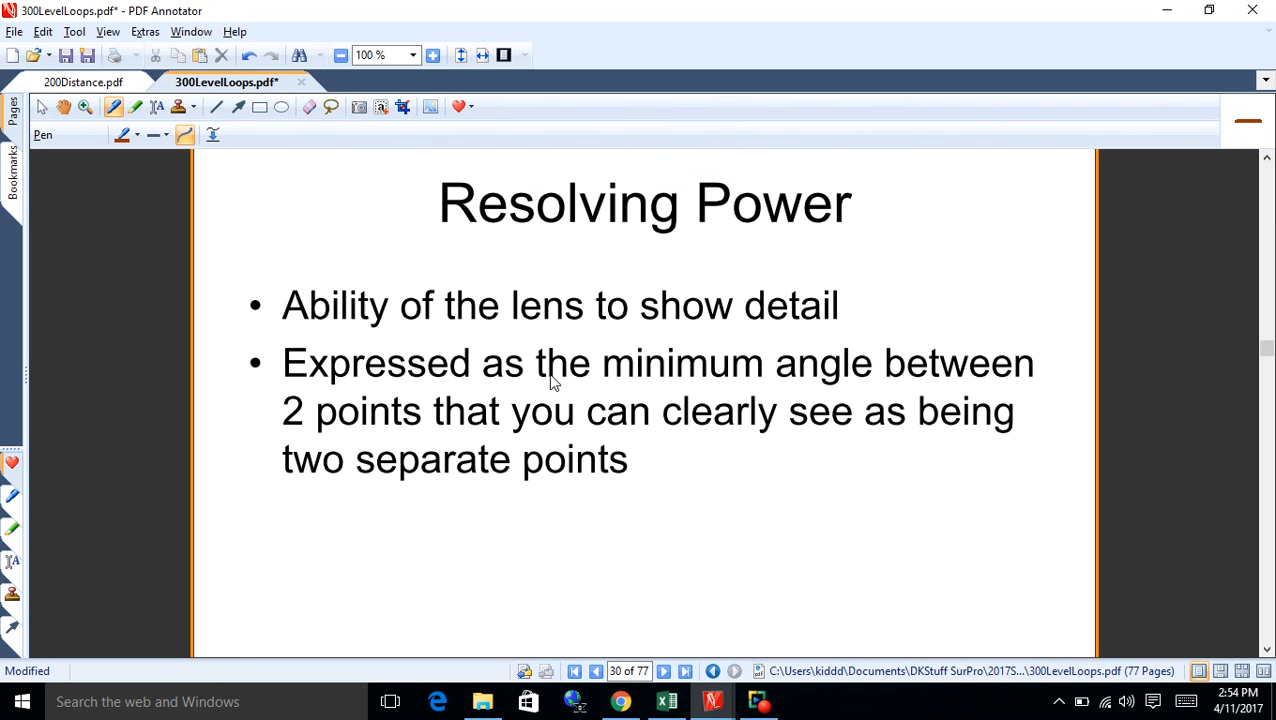 300LevelLoops.pdf* - PDF Annotator
File Edit Tool Extras View Window Help
100 %
200Distance.pdf 300LevelLoops.pdf*
Pages
Pen
Bookmarks
Resolving Power
• Ability of the lens to show detail
• Expressed as the minimum angle between
2 points that you can clearly see as being
two separate points
Modified
30 of 77
C:\Users\kiddd\Documents\DKStuff SurPro\2017S...\300LevelLoops.pdf (77 Pages)
Search the web and Windows
2:54 PM
4/11/2017